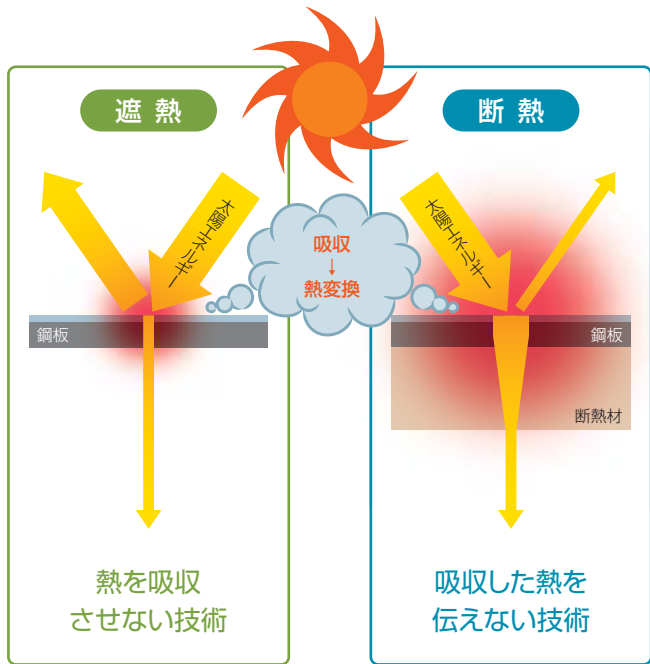 遮熱
太陽エネルギー
鋼板
熱を吸収
させない技術
吸収
↓
熱変換
断熱
太陽エネルギー
鋼板
断熱材
吸収した熱を
伝えない技術